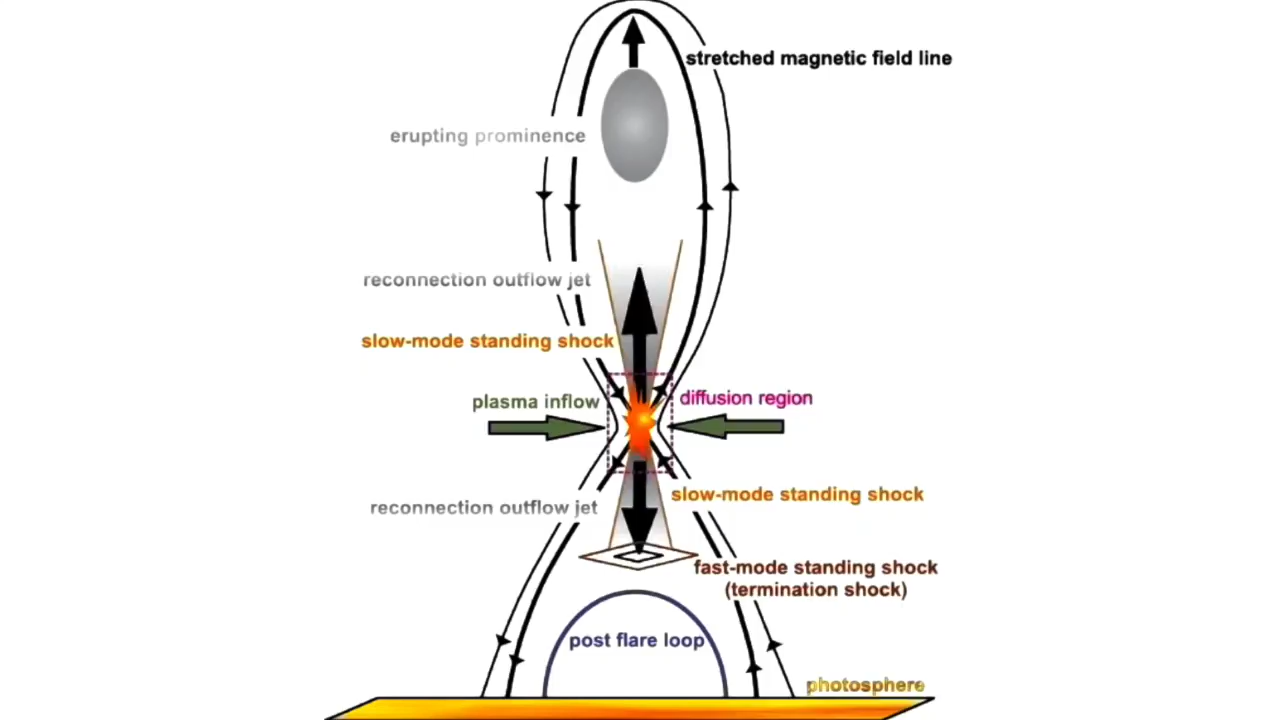 stretched magnetic field line
erupting prominence
reconnection outflow jet
slow-mode standing shock
plasma inflow
diffusion region
slow-mode standing shock
reconnection outflow jet
fast-mode standing shock
(termination shock)
post flare loop
photosphere